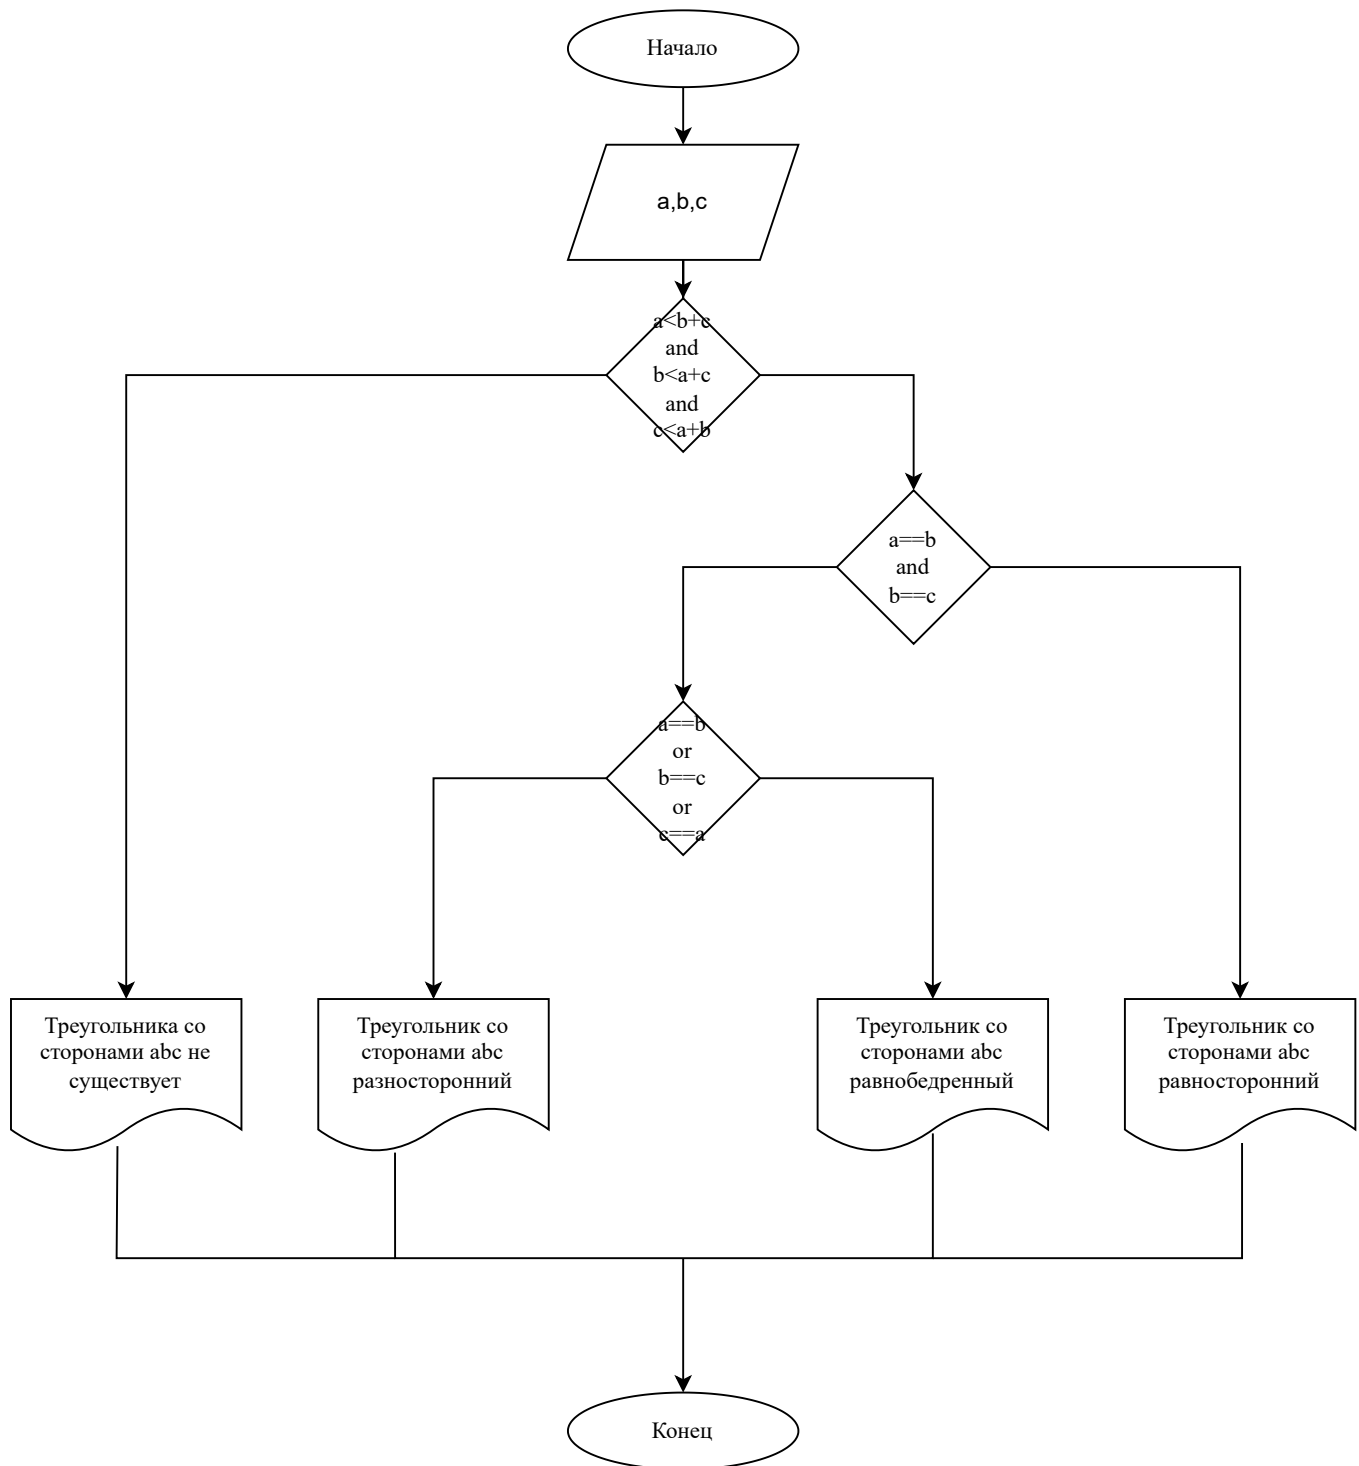 Начало
a,b,c
a<b+c
and
b<a+c
and
c<a+b
a==b
and
b==c
a==b
or
b==c
or
c==a
Треугольника со
сторонами abc не
существует
Треугольник со
сторонами abc
разносторонний
Треугольник со
сторонами abc
равнобедренный
Треугольник со
сторонами abc
равносторонний
Конец